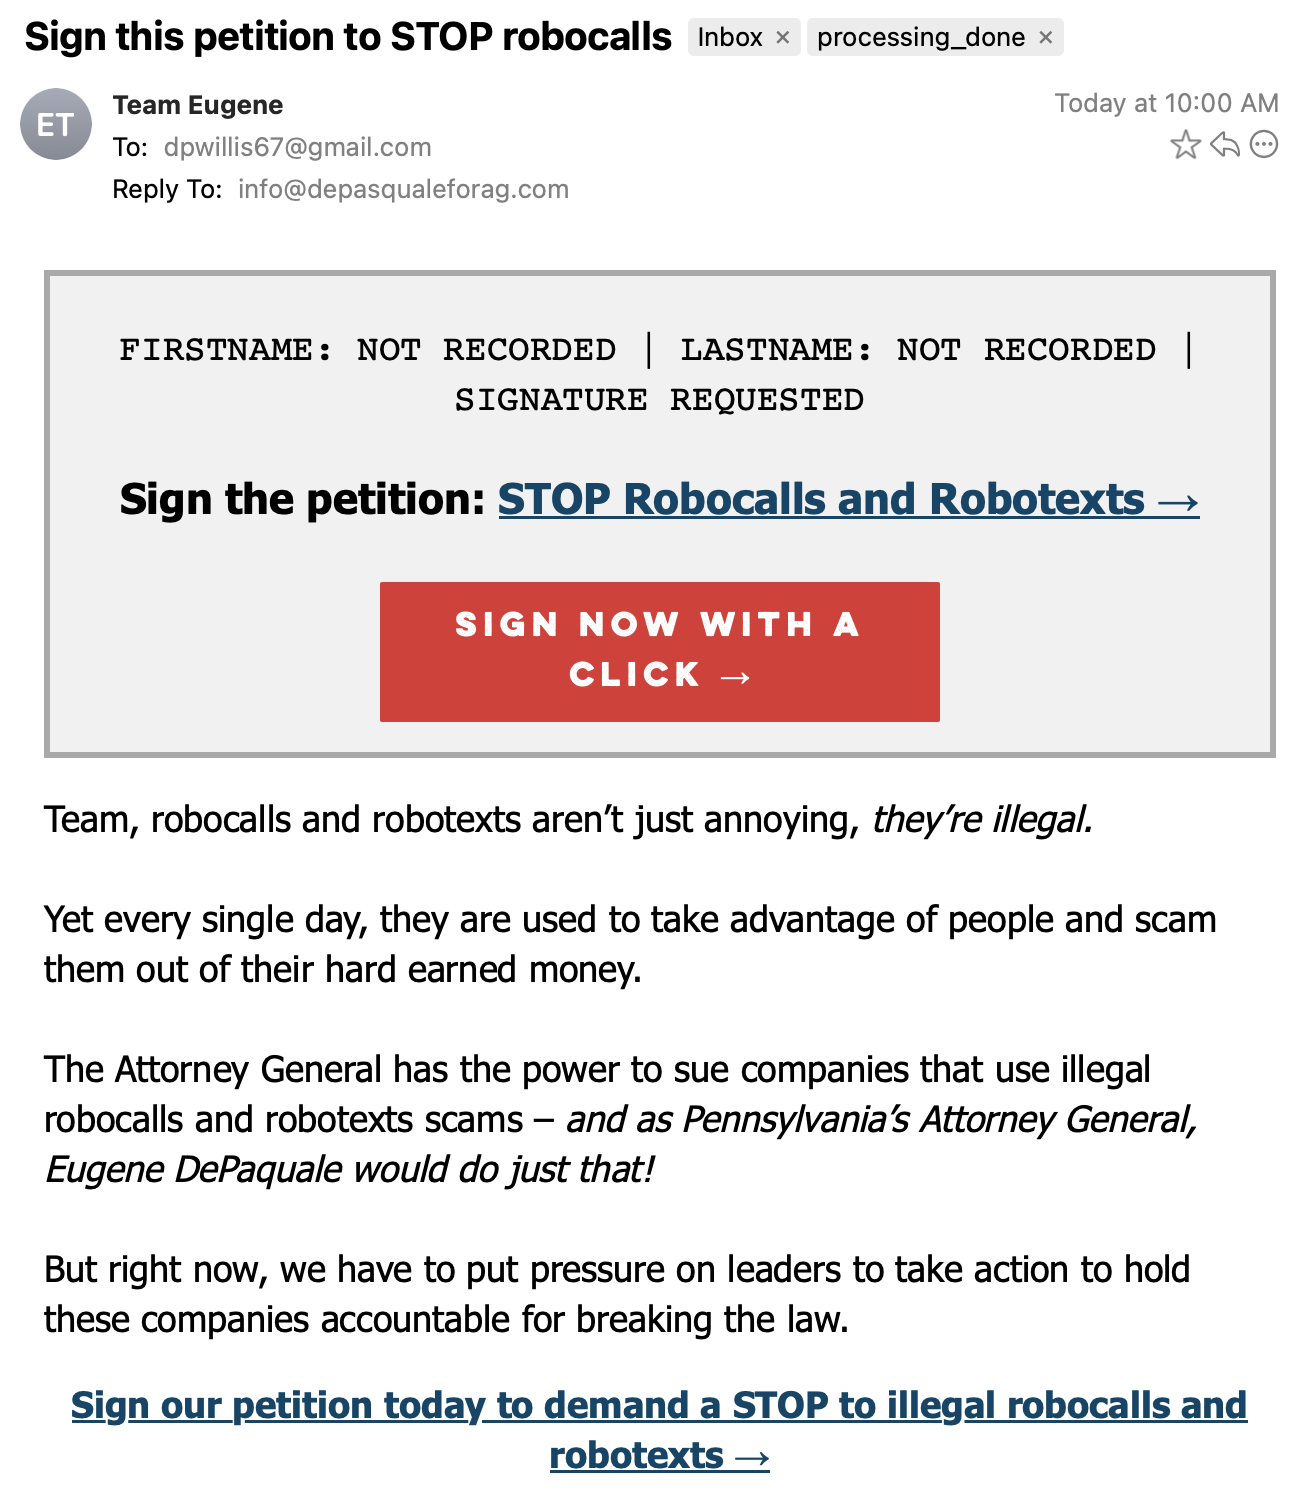 Sign this petition to STOP robocalls Inbox × processing_done ×
ET
Team Eugene
Today at 10:00 AM
To: dpwillis67@gmail.com
Reply To: info@depasqualeforag.com
FIRSTNAME: NOT RECORDED | LASTNAME: NOT RECORDED |
SIGNATURE REQUESTED
Sign the petition: STOP Robocalls and Robotexts →
SIGN NOW WITH A
CLICK →
Team, robocalls and robotexts aren’t just annoying, they’re illegal.
Yet every single day, they are used to take advantage of people and scam
them out of their hard earned money.
The Attorney General has the power to sue companies that use illegal
robocalls and robotexts scams – and as Pennsylvania’s Attorney General,
Eugene DePaquale would do just that!
But right now, we have to put pressure on leaders to take action to hold
these companies accountable for breaking the law.
Sign our petition today to demand a STOP to illegal robocalls and
robotexts →